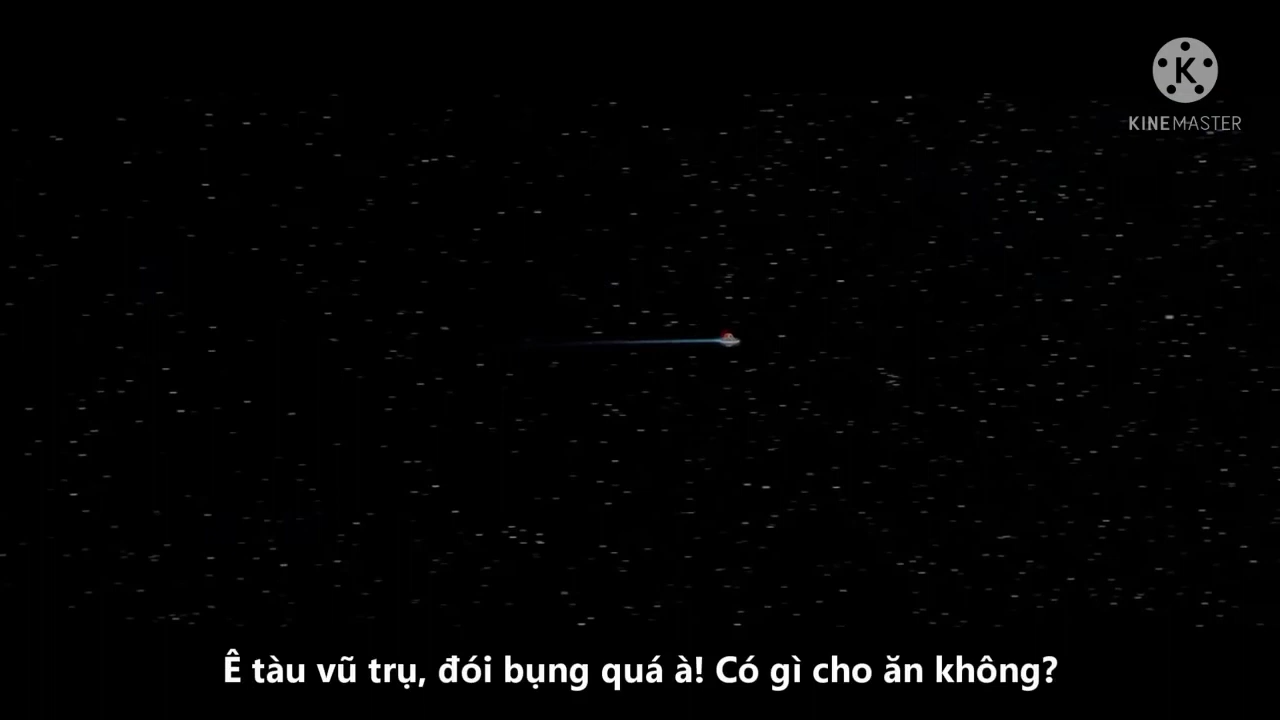 K
KINEMASTER
Ê tàu vũ trụ, đói bụng quá à! Có gì cho ăn không?